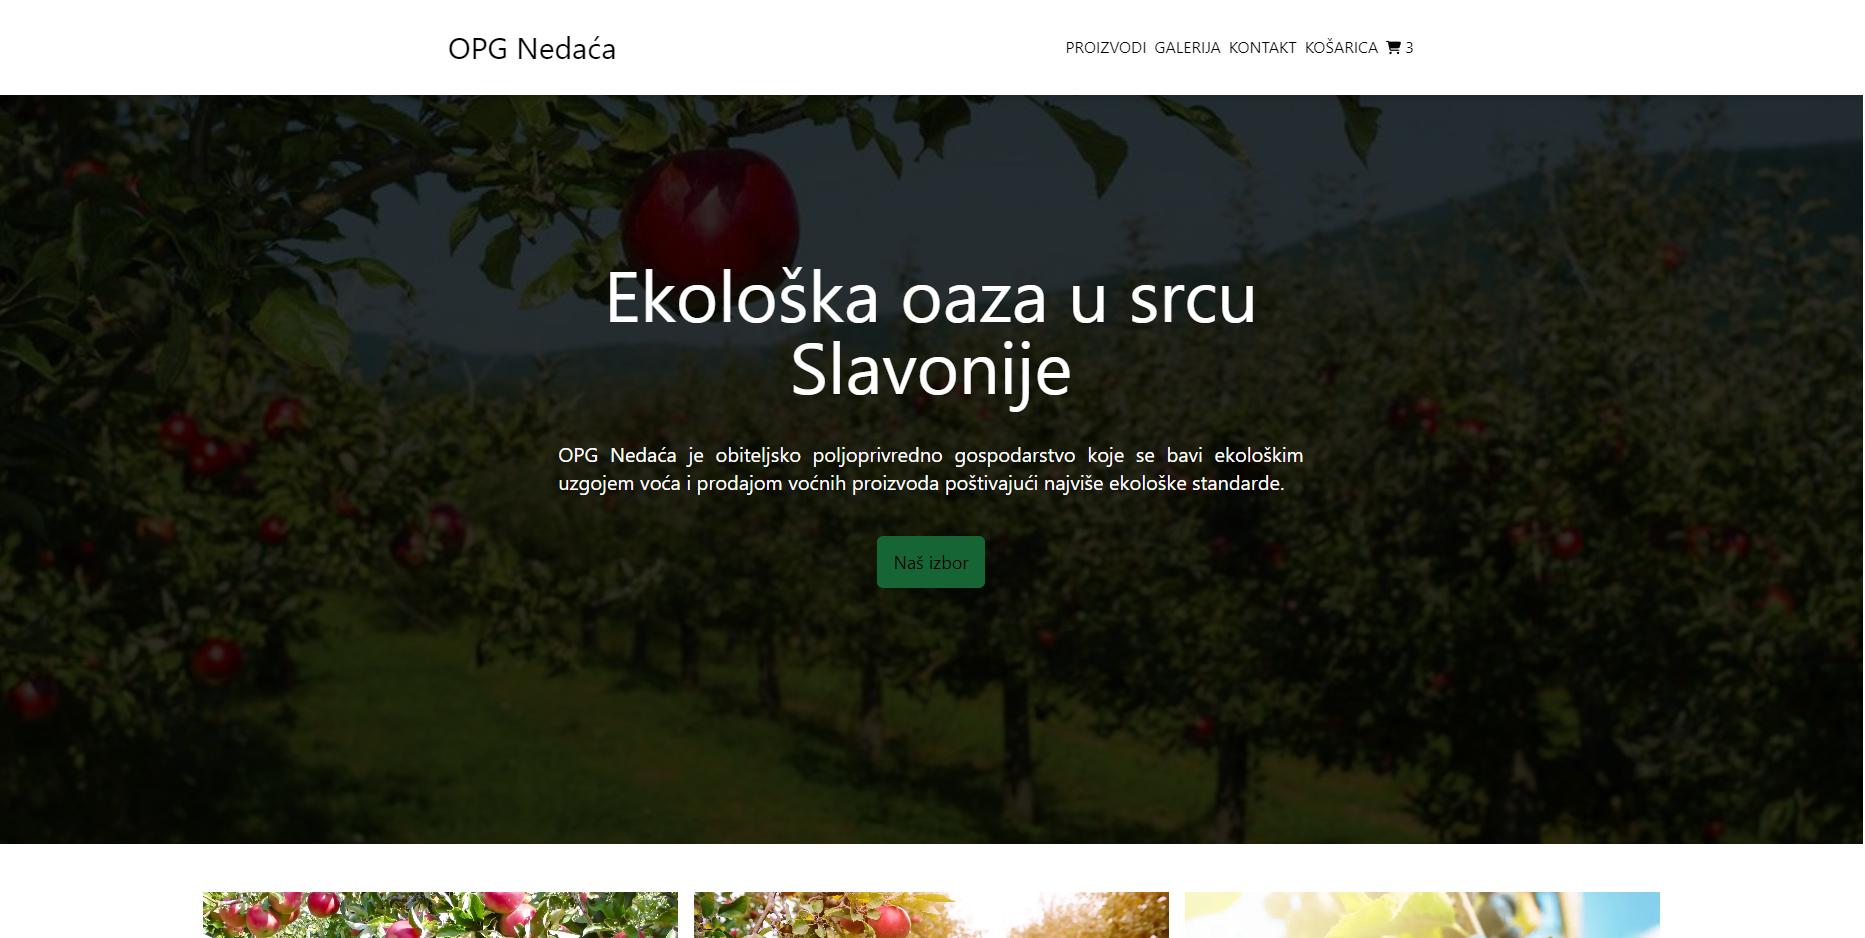 OPG Nedaća
PROIZVODI GALERIJA KONTAKT KOŠARICA 3
Ekološka oaza u srcu
Slavonije
OPG Nedaća je obiteljsko poljoprivredno gospodarstvo koje se bavi ekološkim
uzgojem voća i prodajom voćnih proizvoda poštivajući najviše ekološke standarde.
Naš izbor